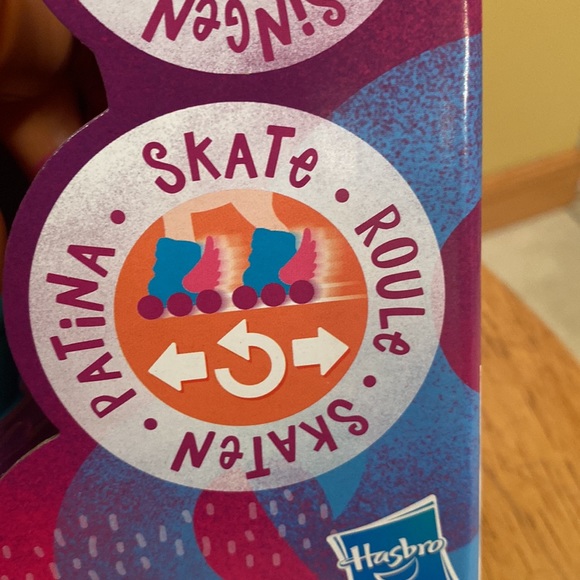 SiNGEN
SKATe
ROULe
SKATeN
PATiNA
Hasbro